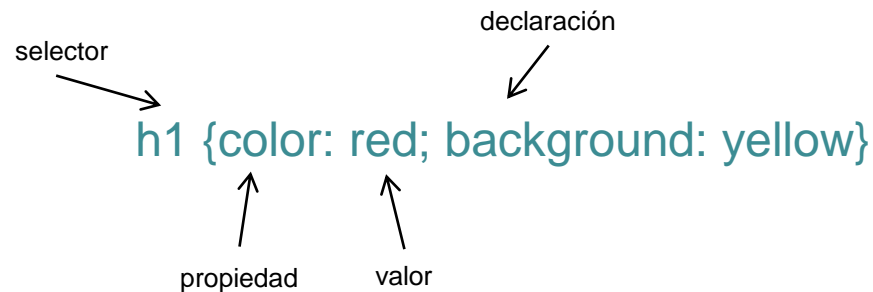 declaración
selector
h1 {color: red; background: yellow}
propiedad
valor